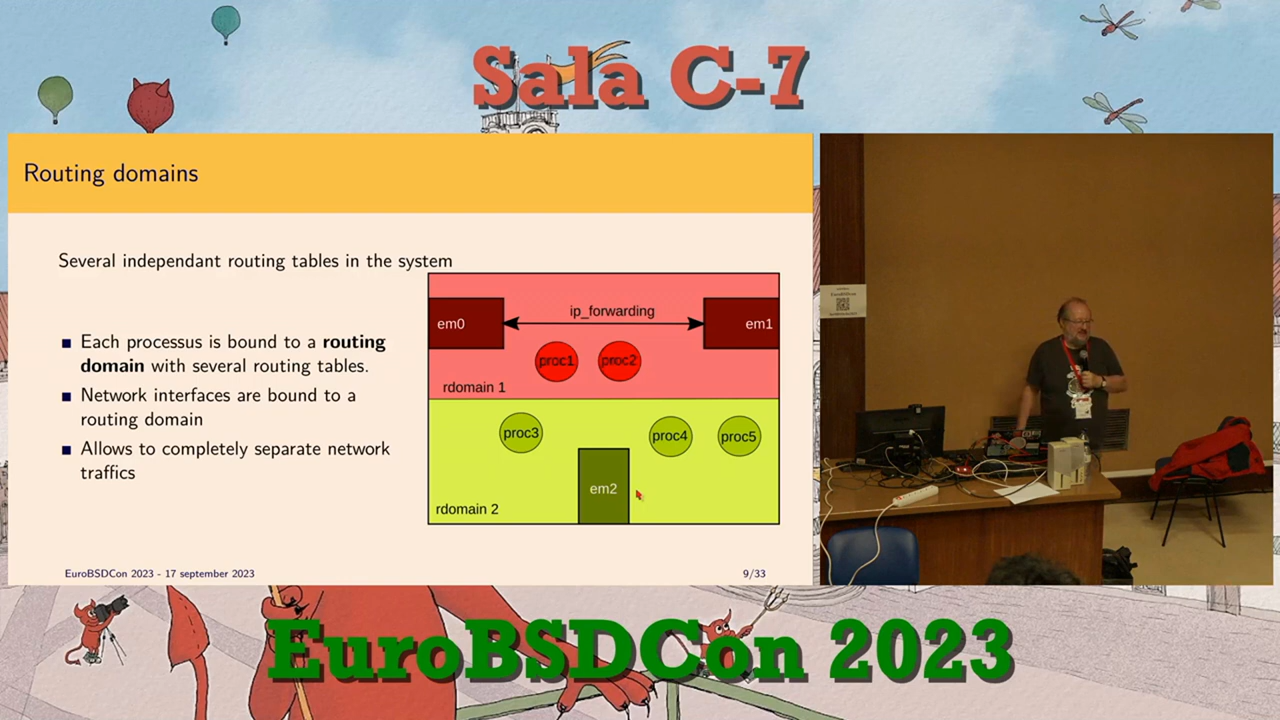 Sala C-7
Routing domains
Several independant routing tables in the system
■ Each processus is bound to a routing
domain with several routing tables.
■ Network interfaces are bound to a
routing domain
■ Allows to completely separate network
traffics
em0
ip_forwarding
em1
proc1
proc2
rdomain 1
proc3
proc4
proc5
em2
rdomain 2
EuroBSDCon 2023 - 17 september 2023
9/33
EuroBSDCon 2023